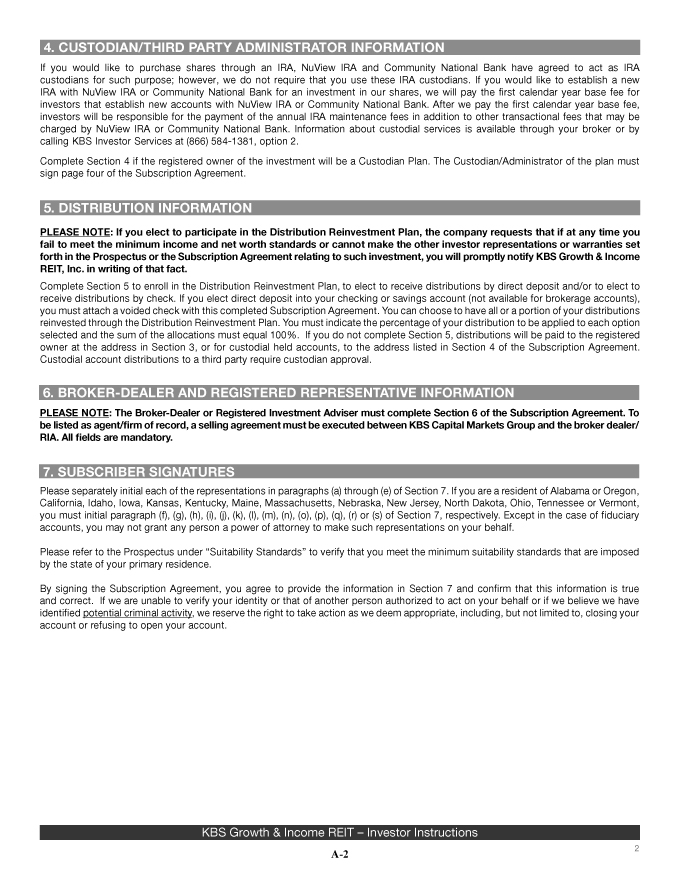 4. CUSTODIAN/THIRD PARTY ADMINISTRATOR INFORMATION
If you would like to purchase shares through an IRA, NuView IRA and Community National Bank have agreed to act as IRA
custodians for such purpose; however, we do not require that you use these IRA custodians. If you would like to establish a new
IRA with NuView IRA or Community National Bank for an investment in our shares, we will pay the first calendar year base fee for
investors that establish new accounts with NuView IRA or Community National Bank. After we pay the first calendar year base fee,
investors will be responsible for the payment of the annual IRA maintenance fees in addition to other transactional fees that may be
charged by NuView IRA or Community National Bank. Information about custodial services is available through your broker or by
calling KBS Investor Services at (866) 584-1381, option 2.
Complete Section 4 if the registered owner of the investment will be a Custodian Plan. The Custodian/Administrator of the plan must
sign page four of the Subscription Agreement.
5. DISTRIBUTION INFORMATION
PLEASE NOTE: If you elect to participate in the Distribution Reinvestment Plan, the company requests that if at any time you
fail to meet the minimum income and net worth standards or cannot make the other investor representations or warranties set
forth in the Prospectus or the Subscription Agreement relating to such investment, you will promptly notify KBS Growth & Income
REIT, Inc. in writing of that fact.
Complete Section 5 to enroll in the Distribution Reinvestment Plan, to elect to receive distributions by direct deposit and/or to elect to
receive distributions by check. If you elect direct deposit into your checking or savings account (not available for brokerage accounts),
you must attach a voided check with this completed Subscription Agreement. You can choose to have all or a portion of your distributions
reinvested through the Distribution Reinvestment Plan. You must indicate the percentage of your distribution to be applied to each option
selected and the sum of the allocations must equal 100%. If you do not complete Section 5, distributions will be paid to the registered
owner at the address in Section 3, or for custodial held accounts, to the address listed in Section 4 of the Subscription Agreement.
Custodial account distributions to a third party require custodian approval.
6. BROKER-DEALER AND REGISTERED REPRESENTATIVE INFORMATION
PLEASE NOTE: The Broker-Dealer or Registered Investment Adviser must complete Section 6 of the Subscription Agreement. To
be listed as agent/firm of record, a selling agreement must be executed between KBS Capital Markets Group and the broker dealer/
RIA. All fields are mandatory.
7. SUBSCRIBER SIGNATURES
Please separately initial each of the representations in paragraphs (a) through (e) of Section 7. If you are a resident of Alabama or Oregon,
California, Idaho, Iowa, Kansas, Kentucky, Maine, Massachusetts, Nebraska, New Jersey, North Dakota, Ohio, Tennessee or Vermont,
you must initial paragraph (f), (g), (h), (i), (j), (k), (l), (m), (n), (o), (p), (q), (r) or (s) of Section 7, respectively. Except in the case of fiduciary
accounts, you may not grant any person a power of attorney to make such representations on your behalf.
Please refer to the Prospectus under “Suitability Standards” to verify that you meet the minimum suitability standards that are imposed
by the state of your primary residence.
By signing the Subscription Agreement, you agree to provide the information in Section 7 and confirm that this information is true
and correct. If we are unable to verify your identity or that of another person authorized to act on your behalf or if we believe we have
identified potential criminal activity, we reserve the right to take action as we deem appropriate, including, but not limited to, closing your
account or refusing to open your account.
KBS Growth & Income REIT – Investor Instructions
2
A-2